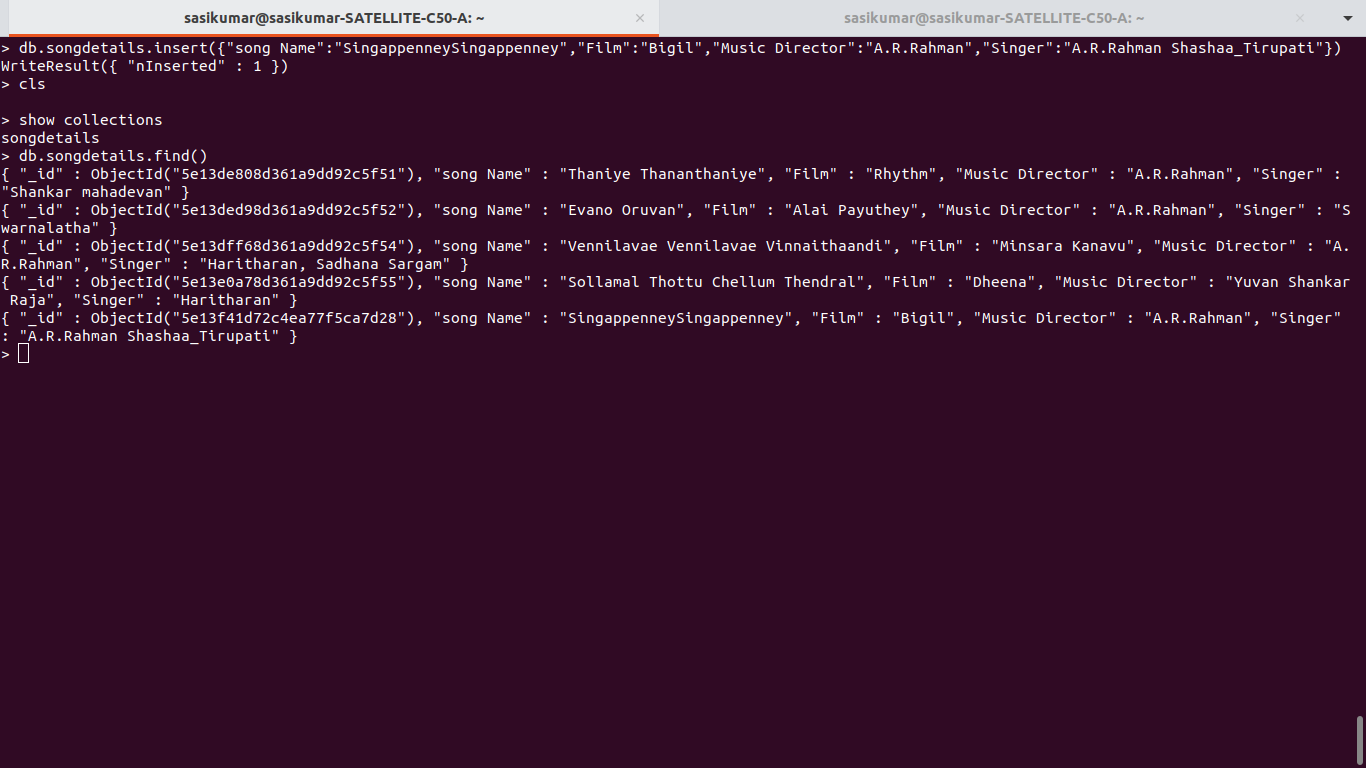 sasikumar@sasikumar-SATELLITE-C50-A: ~
sasikumar@sasikumar-SATELLITE-C50-A: ~
> db.songdetails.insert({"song Name":"SingappenneySingappenney","Film":"Bigil","Music Director":"A.R.Rahman","Singer":"A.R.Rahman Shashaa_Tirupati"})
WriteResult({ "nInserted" : 1 })
> cls
> show collections
songdetails
> db.songdetails.find()
{ "_id" : ObjectId("5e13de808d361a9dd92c5f51"), "song Name" : "Thaniye Thananthaniye", "Film" : "Rhythm", "Music Director" : "A.R.Rahman", "Singer" :
"Shankar mahadevan" }
{ "_id" : ObjectId("5e13ded98d361a9dd92c5f52"), "song Name" : "Evano Oruvan", "Film" : "Alai Payuthey", "Music Director" : "A.R.Rahman", "Singer" : "S
warnalatha" }
{ "_id" : ObjectId("5e13dff68d361a9dd92c5f54"), "song Name" : "Vennilavae Vennilavae Vinnaithaandi", "Film" : "Minsara Kanavu", "Music Director" : "A.
R.Rahman", "Singer" : "Haritharan, Sadhana Sargam" }
{ "_id" : ObjectId("5e13e0a78d361a9dd92c5f55"), "song Name" : "Sollamal Thottu Chellum Thendral", "Film" : "Dheena", "Music Director" : "Yuvan Shankar
 Raja", "Singer" : "Haritharan" }
{ "_id" : ObjectId("5e13f41d72c4ea77f5ca7d28"), "song Name" : "SingappenneySingappenney", "Film" : "Bigil", "Music Director" : "A.R.Rahman", "Singer"
: "A.R.Rahman Shashaa_Tirupati" }
>